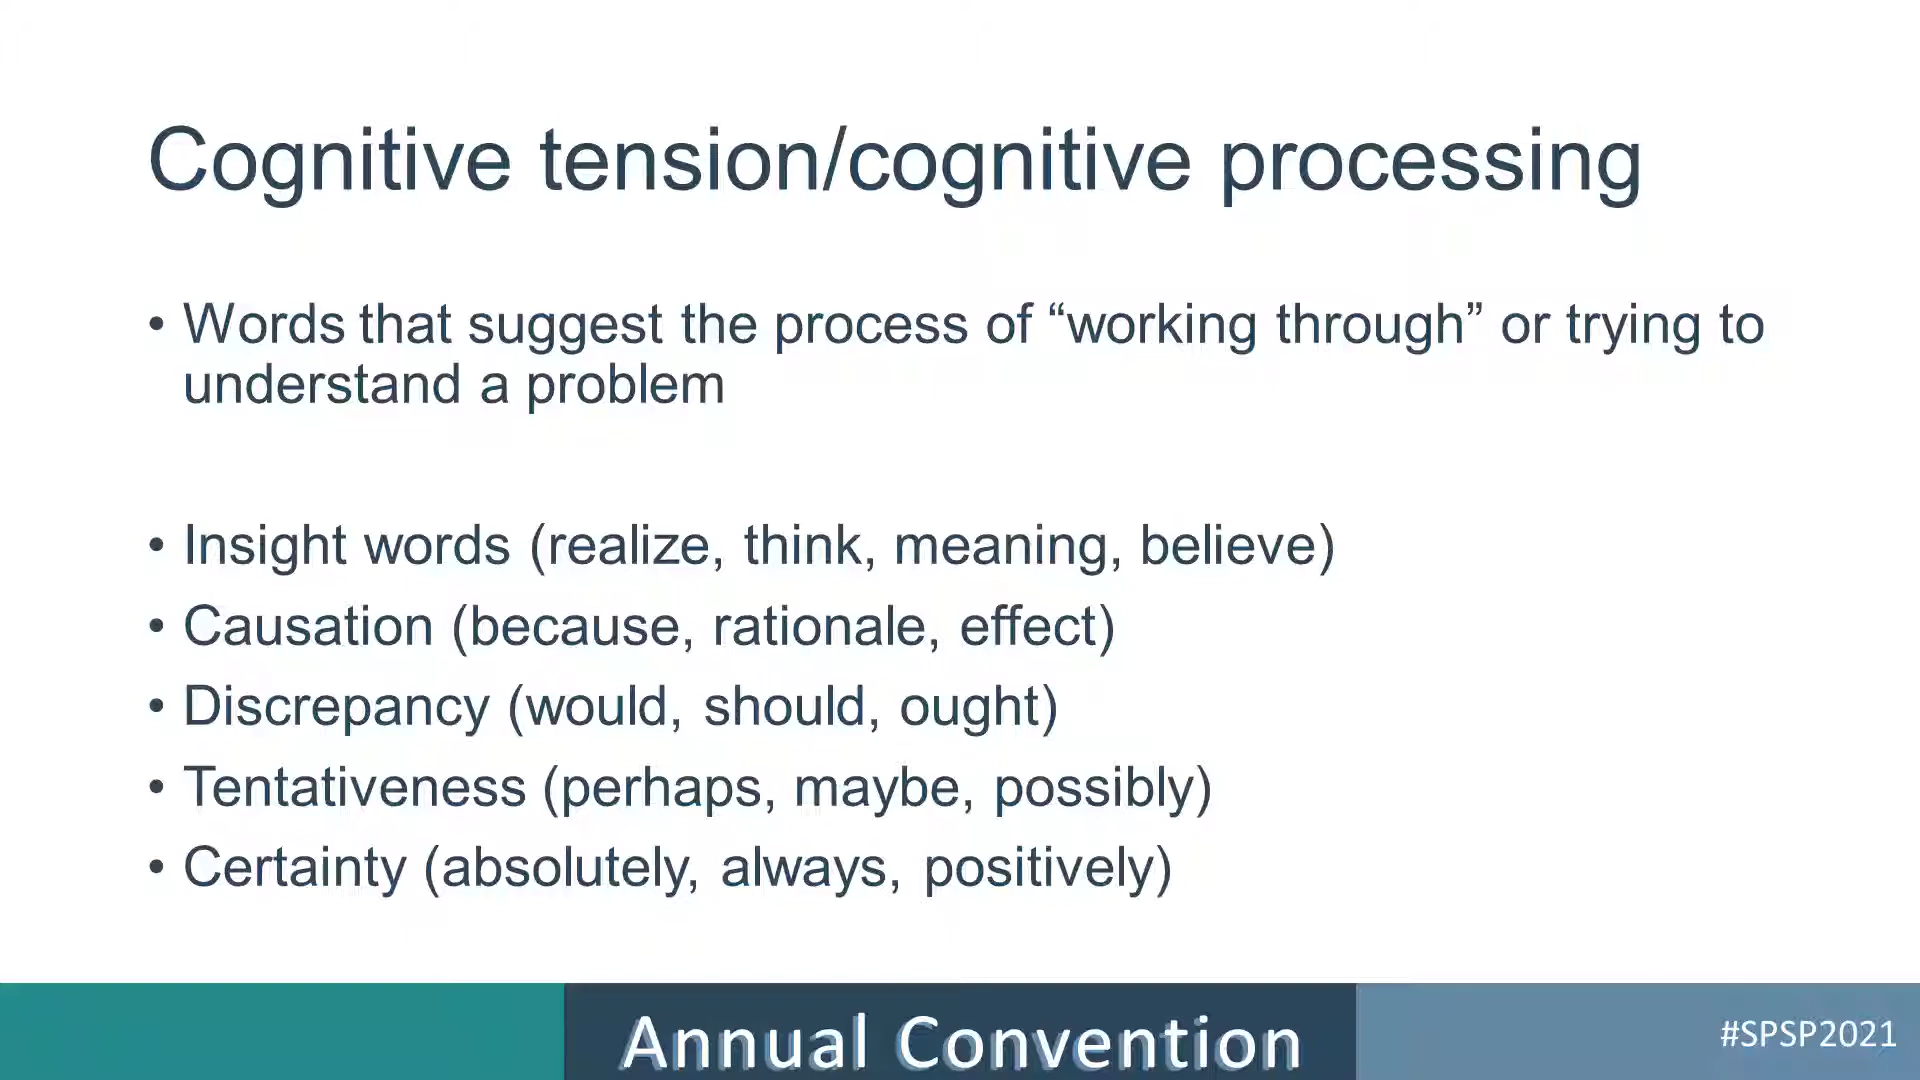 Cognitive tension/cognitive processing
• Words that suggest the process of “working through” or trying to
understand a problem
• Insight words (realize, think, meaning, believe)
• Causation (because, rationale, effect)
• Discrepancy (would, should, ought)
• Tentativeness (perhaps, maybe, possibly)
• Certainty (absolutely, always, positively)
Annual Convention
#SPSP2021